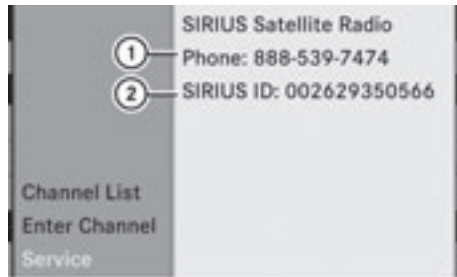 SIRIUS Satellite Radio
1 Phone: 888-539-7474
2 SIRIUS ID: 002629350566
Channel List
Enter Channel
Service